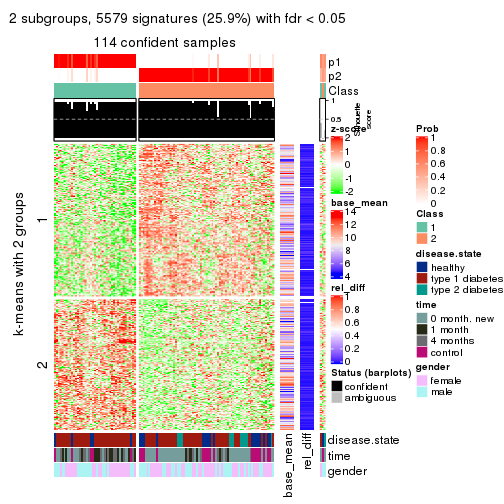 2 subgroups, 5579 signatures (25.9%) with fdr < 0.05
114 confident samples
p1
p2
Class
1
0.5
0
Silhouette
score
k-means with 2 groups
1
2
z-score
2
1
0
-1
-2
base_mean
14
12
10
8
6
4
rel_diff
1
0.8
0.6
0.4
0.2
0
Status (barplots)
confident
ambiguous
Prob
1
0.8
0.6
0.4
0.2
0
Class
1
2
disease.state
healthy
type 1 diabetes
type 2 diabetes
time
0 month. new
1 month
4 months
control
gender
female
male
disease.state
time
gender
base_mean
rel_diff